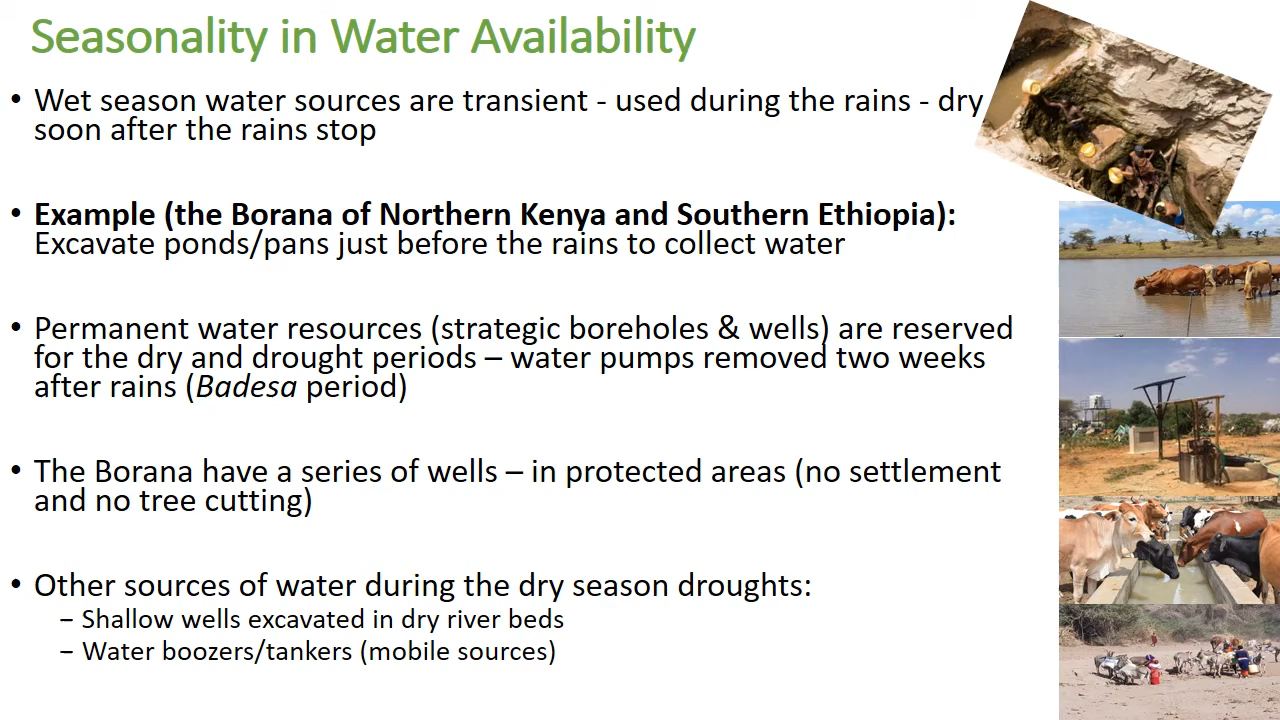 Seasonality in Water Availability
• Wet season water sources are transient - used during the rains - dry
soon after the rains stop
• Example (the Borana of Northern Kenya and Southern Ethiopia):
Excavate ponds/pans just before the rains to collect water
• Permanent water resources (strategic boreholes & wells) are reserved
for the dry and drought periods – water pumps removed two weeks
after rains (Badesa period)
• The Borana have a series of wells – in protected areas (no settlement
and no tree cutting)
• Other sources of water during the dry season droughts:
– Shallow wells excavated in dry river beds
– Water boozers/tankers (mobile sources)